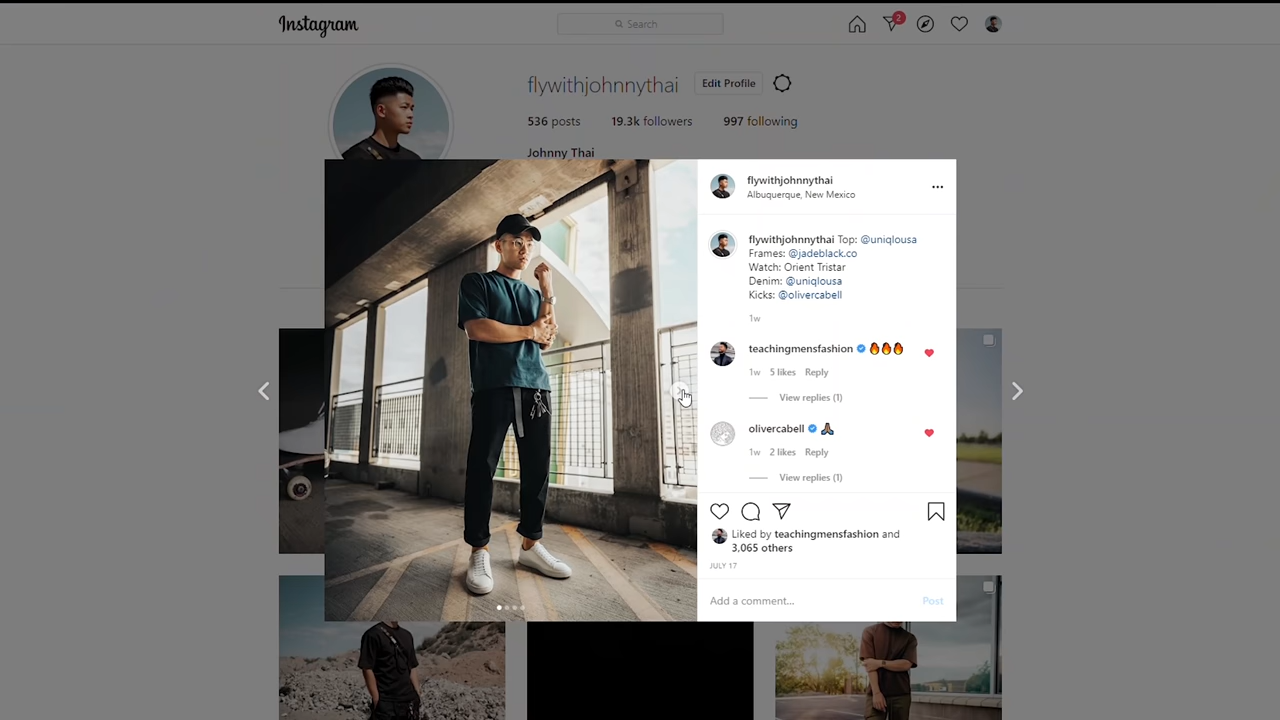 Instagram
Search
2
flywithjohnnythai Edit Profile
536 posts 19.3k followers 997 following
Johnny Thai
flywithjohnnythai
Albuquerque, New Mexico
flywithjohnnythai Top: @uniqlousa
Frames: @jadeblack.co
Watch: Orient Tristar
Denim: @uniqlousa
Kicks: @olivercabell
1w
teachingmensfashion 🔥🔥🔥
1w 5 likes Reply
View replies (1)
olivercabell 🙏🏾
1w 2 likes Reply
View replies (1)
Liked by teachingmensfashion and
3,065 others
JULY 17
Add a comment... Post